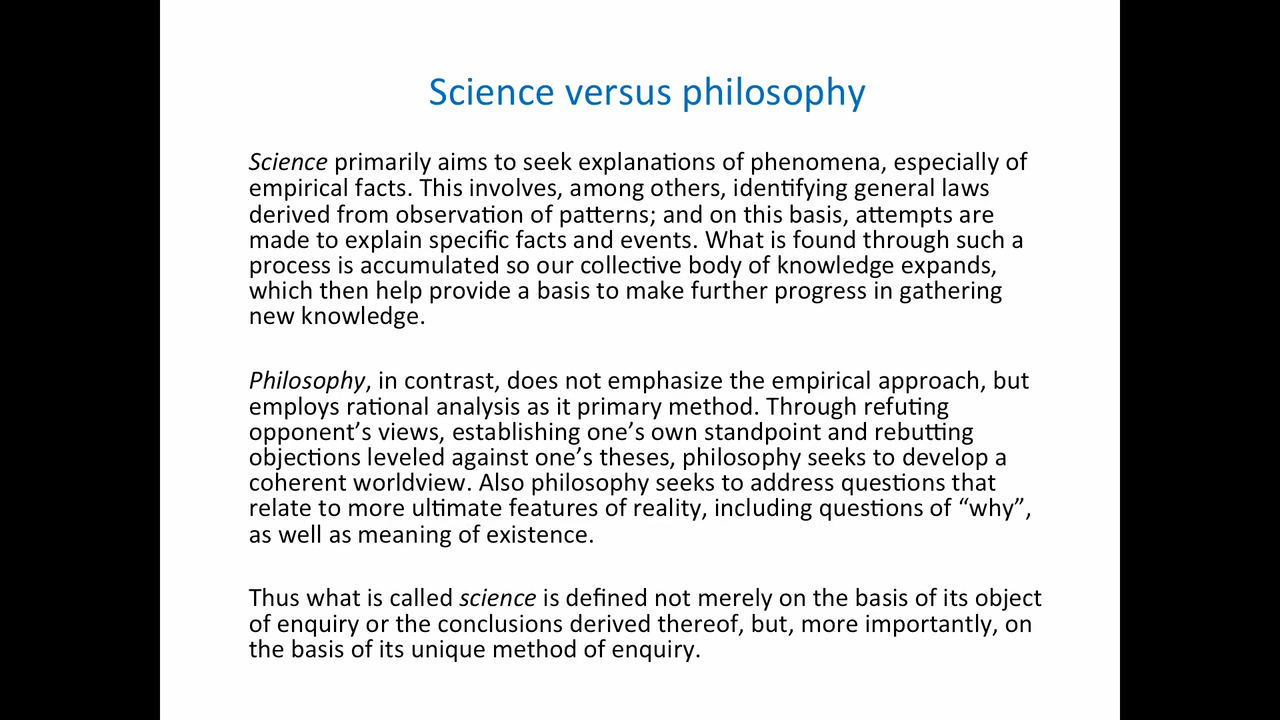 Science versus philosophy
Science primarily aims to seek explanations of phenomena, especially of
empirical facts. This involves, among others, identifying general laws
derived from observation of patterns; and on this basis, attempts are
made to explain specific facts and events. What is found through such a
process is accumulated so our collective body of knowledge expands,
which then help provide a basis to make further progress in gathering
new knowledge.
Philosophy, in contrast, does not emphasize the empirical approach, but
employs rational analysis as it primary method. Through refuting
opponent’s views, establishing one’s own standpoint and rebutting
objections leveled against one’s theses, philosophy seeks to develop a
coherent worldview. Also philosophy seeks to address questions that
relate to more ultimate features of reality, including questions of “why”,
as well as meaning of existence.
Thus what is called science is defined not merely on the basis of its object
of enquiry or the conclusions derived thereof, but, more importantly, on
the basis of its unique method of enquiry.